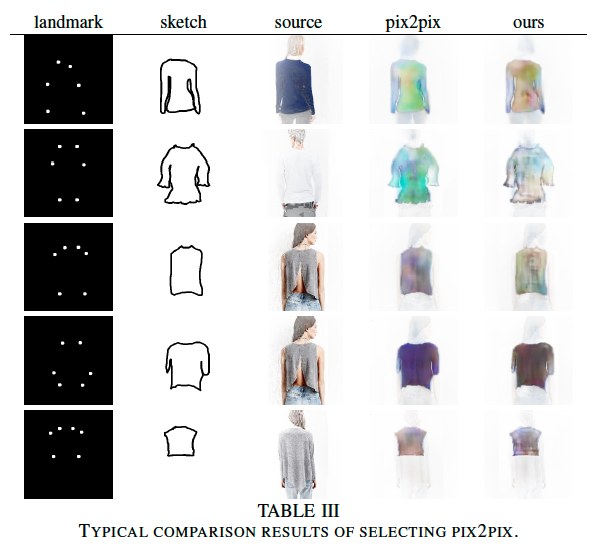 landmark sketch source pix2pix ours
TABLE III
TYPICAL COMPARISON RESULTS OF SELECTING PIX2PIX.